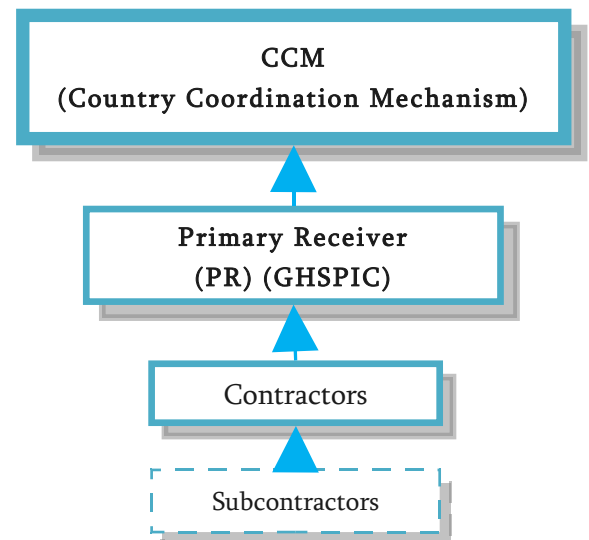 CCM
(Country Coordination Mechanism)
Primary Receiver
(PR) (GHSPIC)
Contractors
Subcontractors